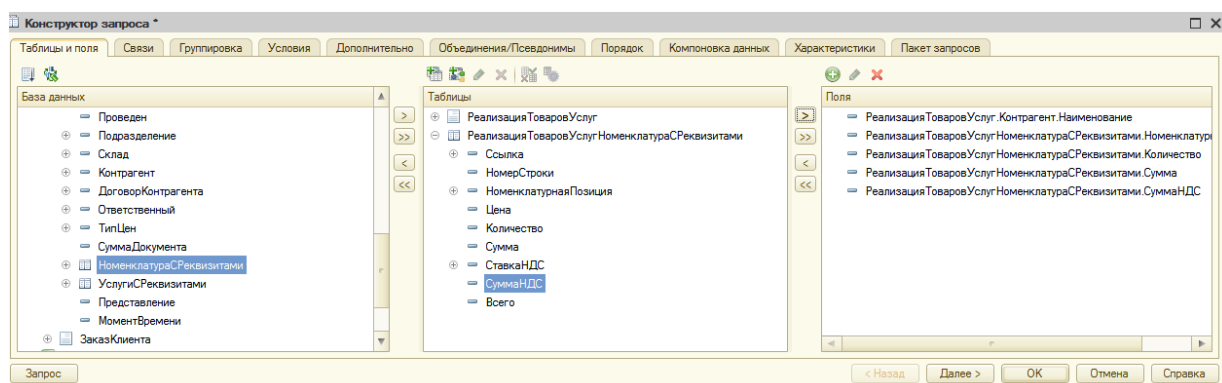 Конструктор запроса *
Таблицы и поля Связи Группировка Условия Дополнительно Объединения/Псевдонимы Порядок Компоновка данных Характеристики Пакет запросов
База данных
Проведен
Подразделение
Склад
Контрагент
ДоговорКонтрагента
Ответственный
ТипЦен
СуммаДокумента
НоменклатураСРеквизитами
УслугиСРеквизитами
Представление
МоментВремени
ЗаказКлиента
>
>>
<
<<
Таблицы
РеализацияТоваровУслуг
РеализацияТоваровУслугНоменклатураСРеквизитами
Ссылка
НомерСтроки
НоменклатурнаяПозиция
Цена
Количество
Сумма
СтавкаНДС
СуммаНДС
Всего
>
>>
<
<<
Поля
РеализацияТоваровУслуг.Контрагент.Наименование
РеализацияТоваровУслугНоменклатураСРеквизитами.Номенклатур
РеализацияТоваровУслугНоменклатураСРеквизитами.Количество
РеализацияТоваровУслугНоменклатураСРеквизитами.Сумма
РеализацияТоваровУслугНоменклатураСРеквизитами.СуммаНДС
Запрос < Назад Далее > ОК Отмена Справка